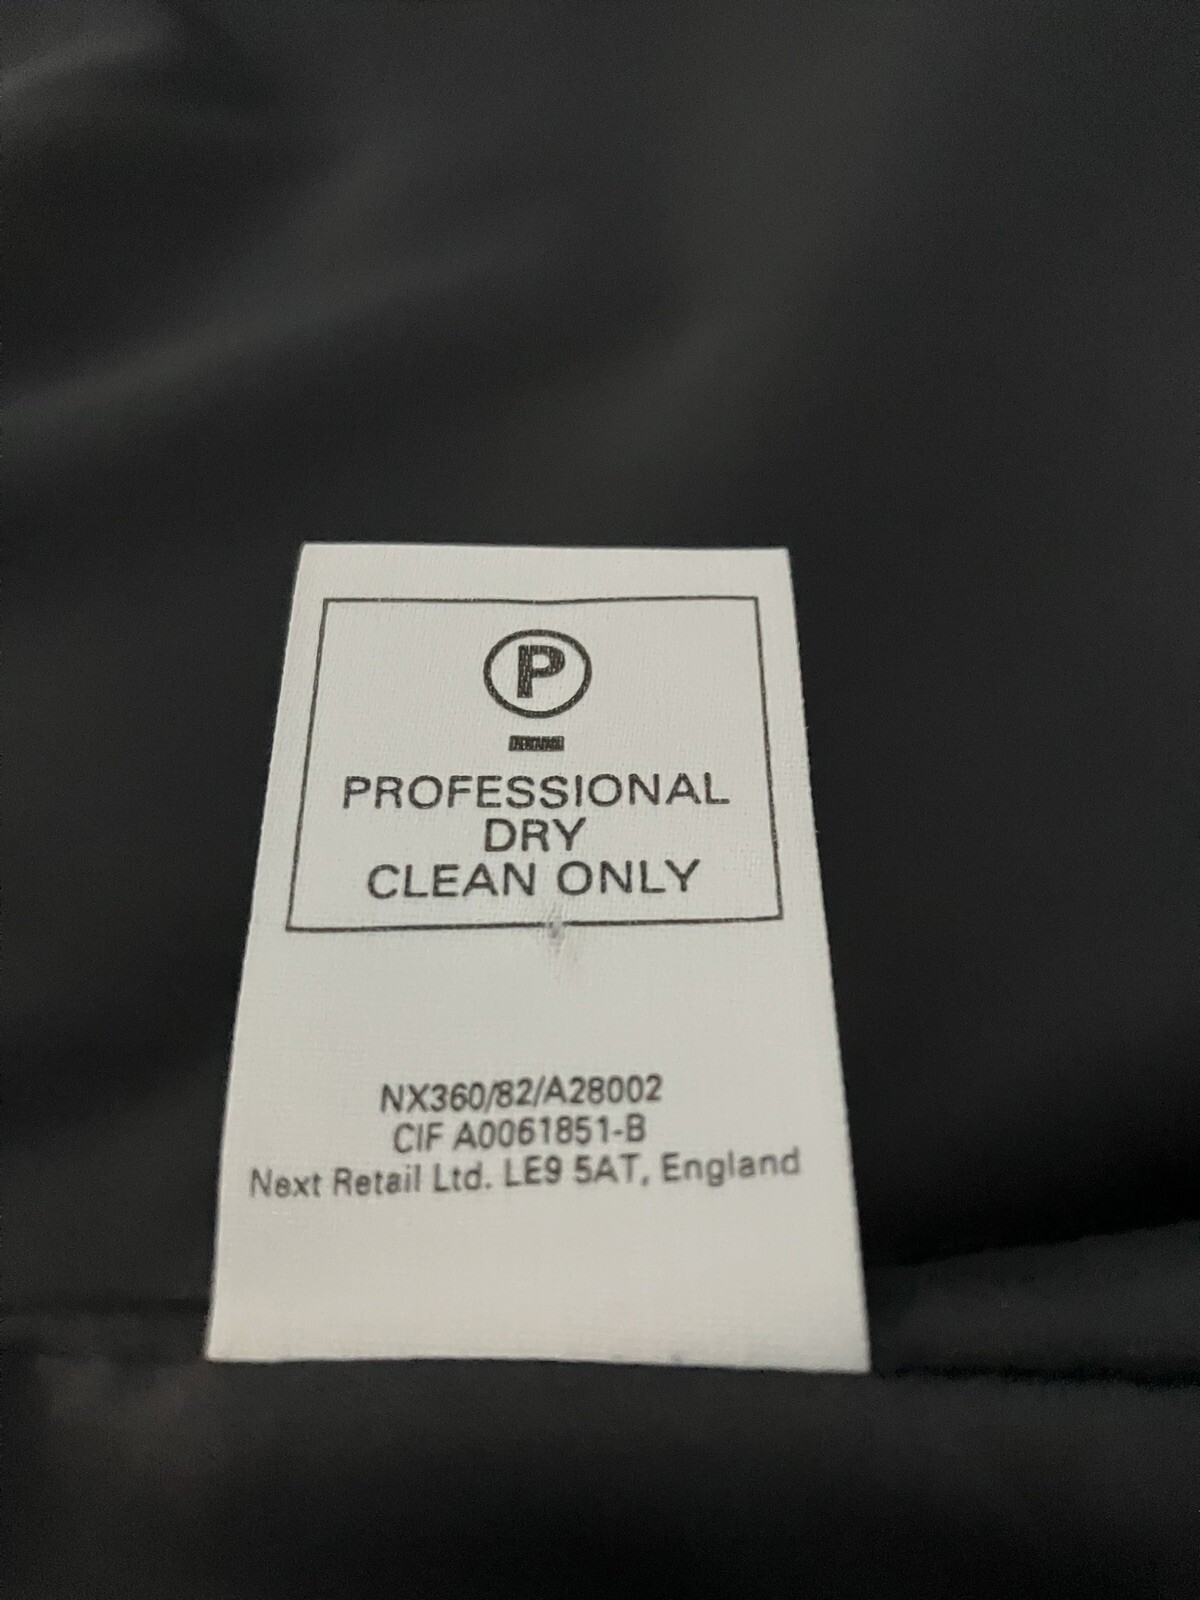 P
PROFESSIONAL
DRY
CLEAN ONLY
NX360/82/A28002
CIF A0061851-B
Next Retail Ltd. LE9 5AT, England